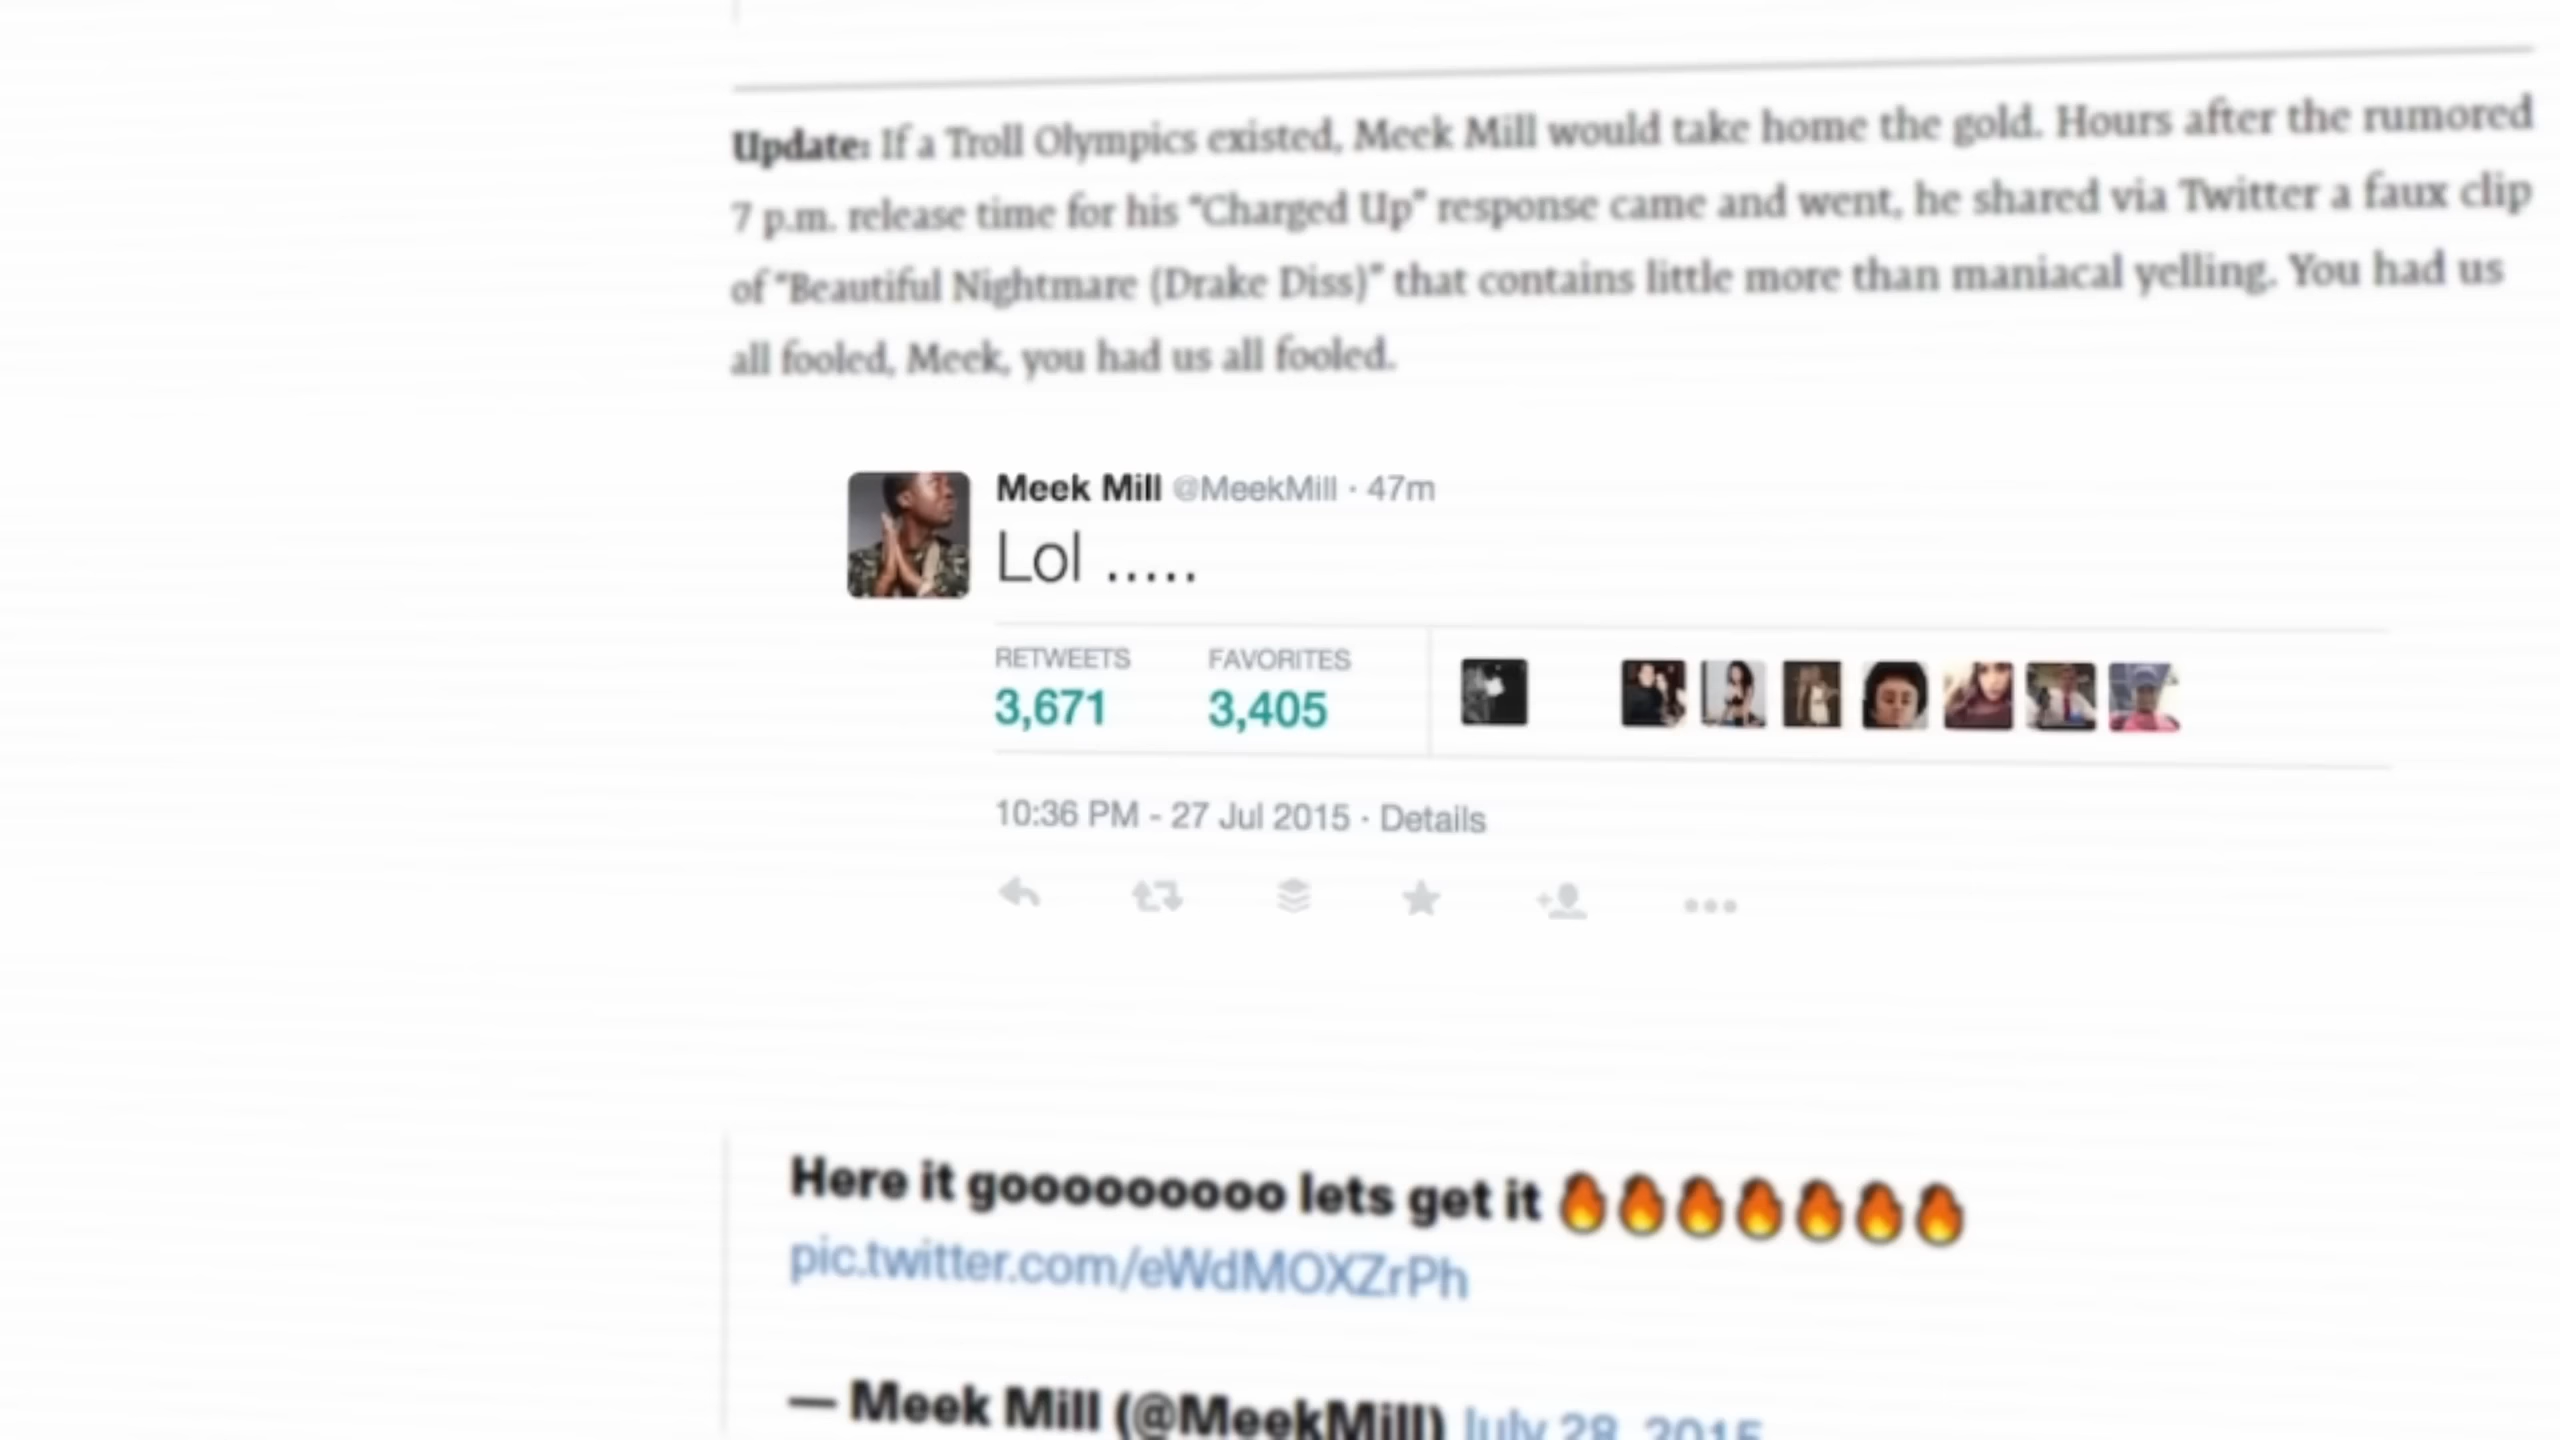 Update: If a Troll Olympics existed, Meek Mill would take home the gold. Hours after the rumored
7 p.m. release time for his “Charged Up” response came and went, he shared via Twitter a faux clip
of “Beautiful Nightmare (Drake Diss)” that contains little more than maniacal yelling. You had us
all fooled, Meek, you had us all fooled.
Meek Mill @MeekMill · 47m
Lol .....
RETWEETS FAVORITES
3,671 3,405
10:36 PM - 27 Jul 2015 · Details
Here it gooooooooo lets get it 🔥🔥🔥🔥🔥🔥🔥
pic.twitter.com/eWdMOXZrPh
— Meek Mill (@MeekMill) July 28, 2015